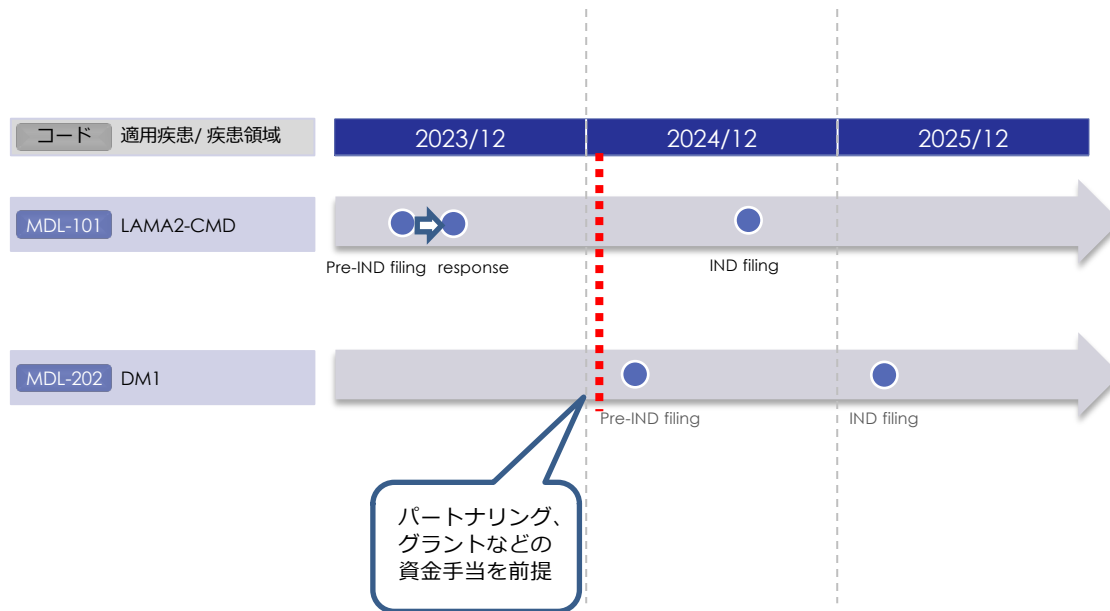 コード 適用疾患/ 疾患領域 2023/12 2024/12 2025/12
MDL-101 LAMA2-CMD
Pre-IND filing response IND filing
MDL-202 DM1
Pre-IND filing IND filing
パートナリング、
グラントなどの
資金手当を前提